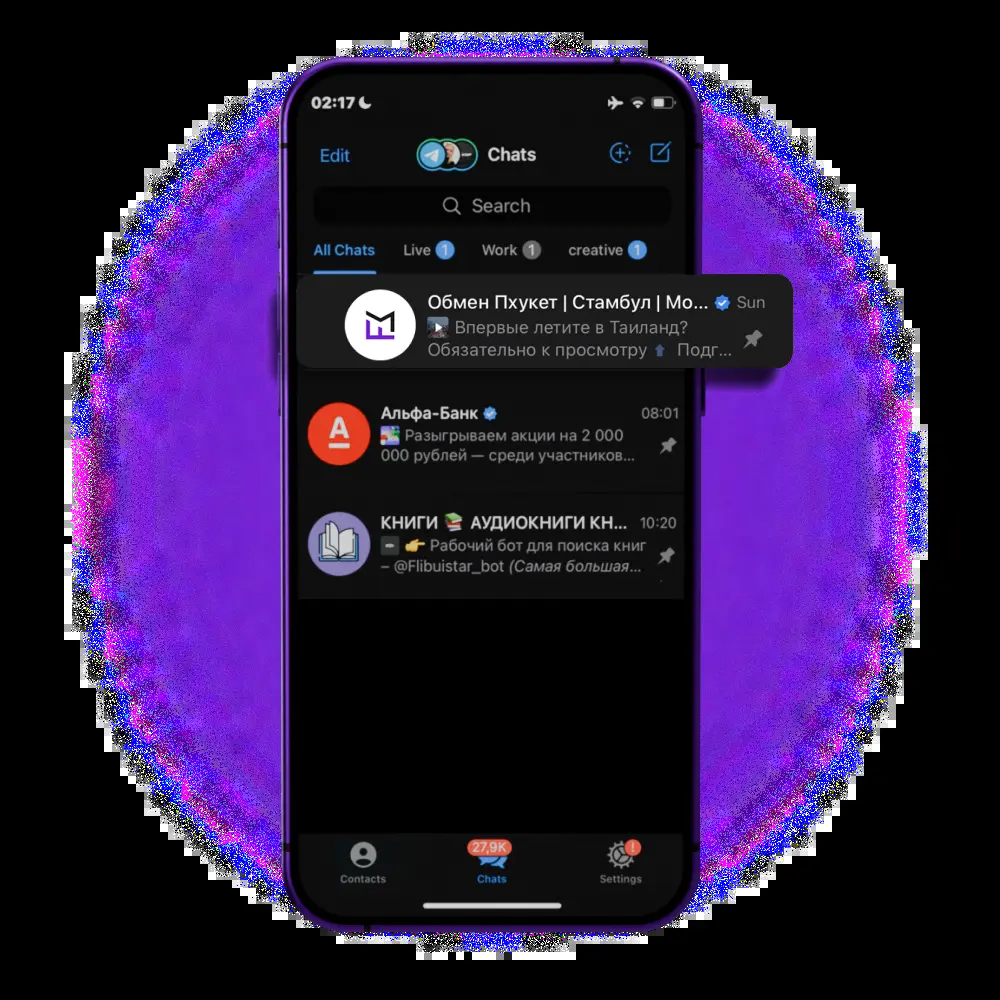 02:17
Edit
Chats
Search
All Chats Live 1 Work 1 creative 1
Обмен Пхукет | Стамбул | Мо... Sun
Впервые летите в Таиланд?
Обязательно к просмотру ⬆ Подг...
Альфа-Банк 08:01
Разыгрываем акции на 2 000
000 рублей — среди участников...
КНИГИ 📚 АУДИОКНИГИ КН... 10:20
👉 Рабочий бот для поиска книг
– @Flibuistar_bot (Самая большая...
27,9K !
Contacts Chats Settings